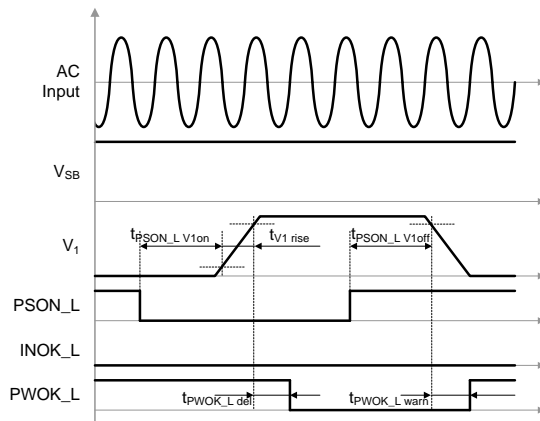 AC
Input
VSB
V1
tPSON_L V1on
tV1 rise
tPSON_L V1off
PSON_L
INOK_L
PWOK_L
tPWOK_L del
tPWOK_L warn